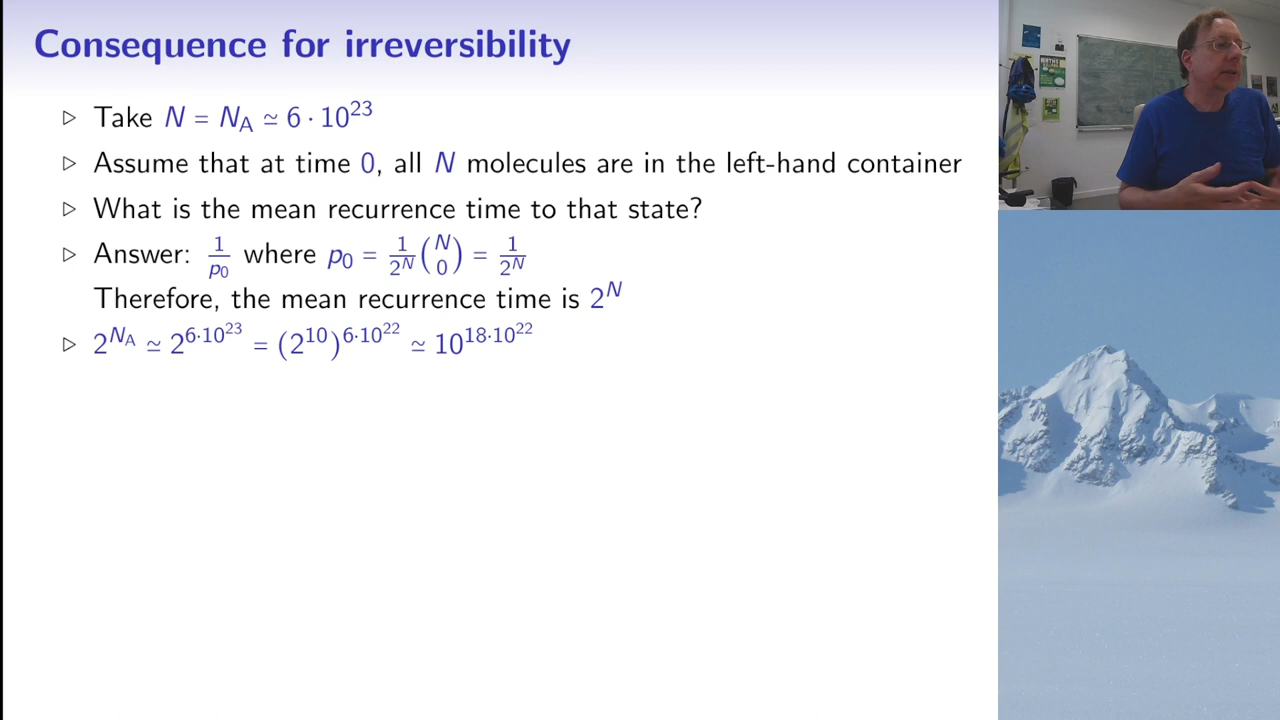 Consequence for irreversibility
▷ Take N = N_A ≃ 6 · 10^23
▷ Assume that at time 0, all N molecules are in the left-hand container
▷ What is the mean recurrence time to that state?
▷ Answer: 1/p_0 where p_0 = 1/2^N (N 0) = 1/2^N
Therefore, the mean recurrence time is 2^N
▷ 2^{N_A} ≃ 2^{6·10^23} = (2^10)^{6·10^22} ≃ 10^{18·10^22}